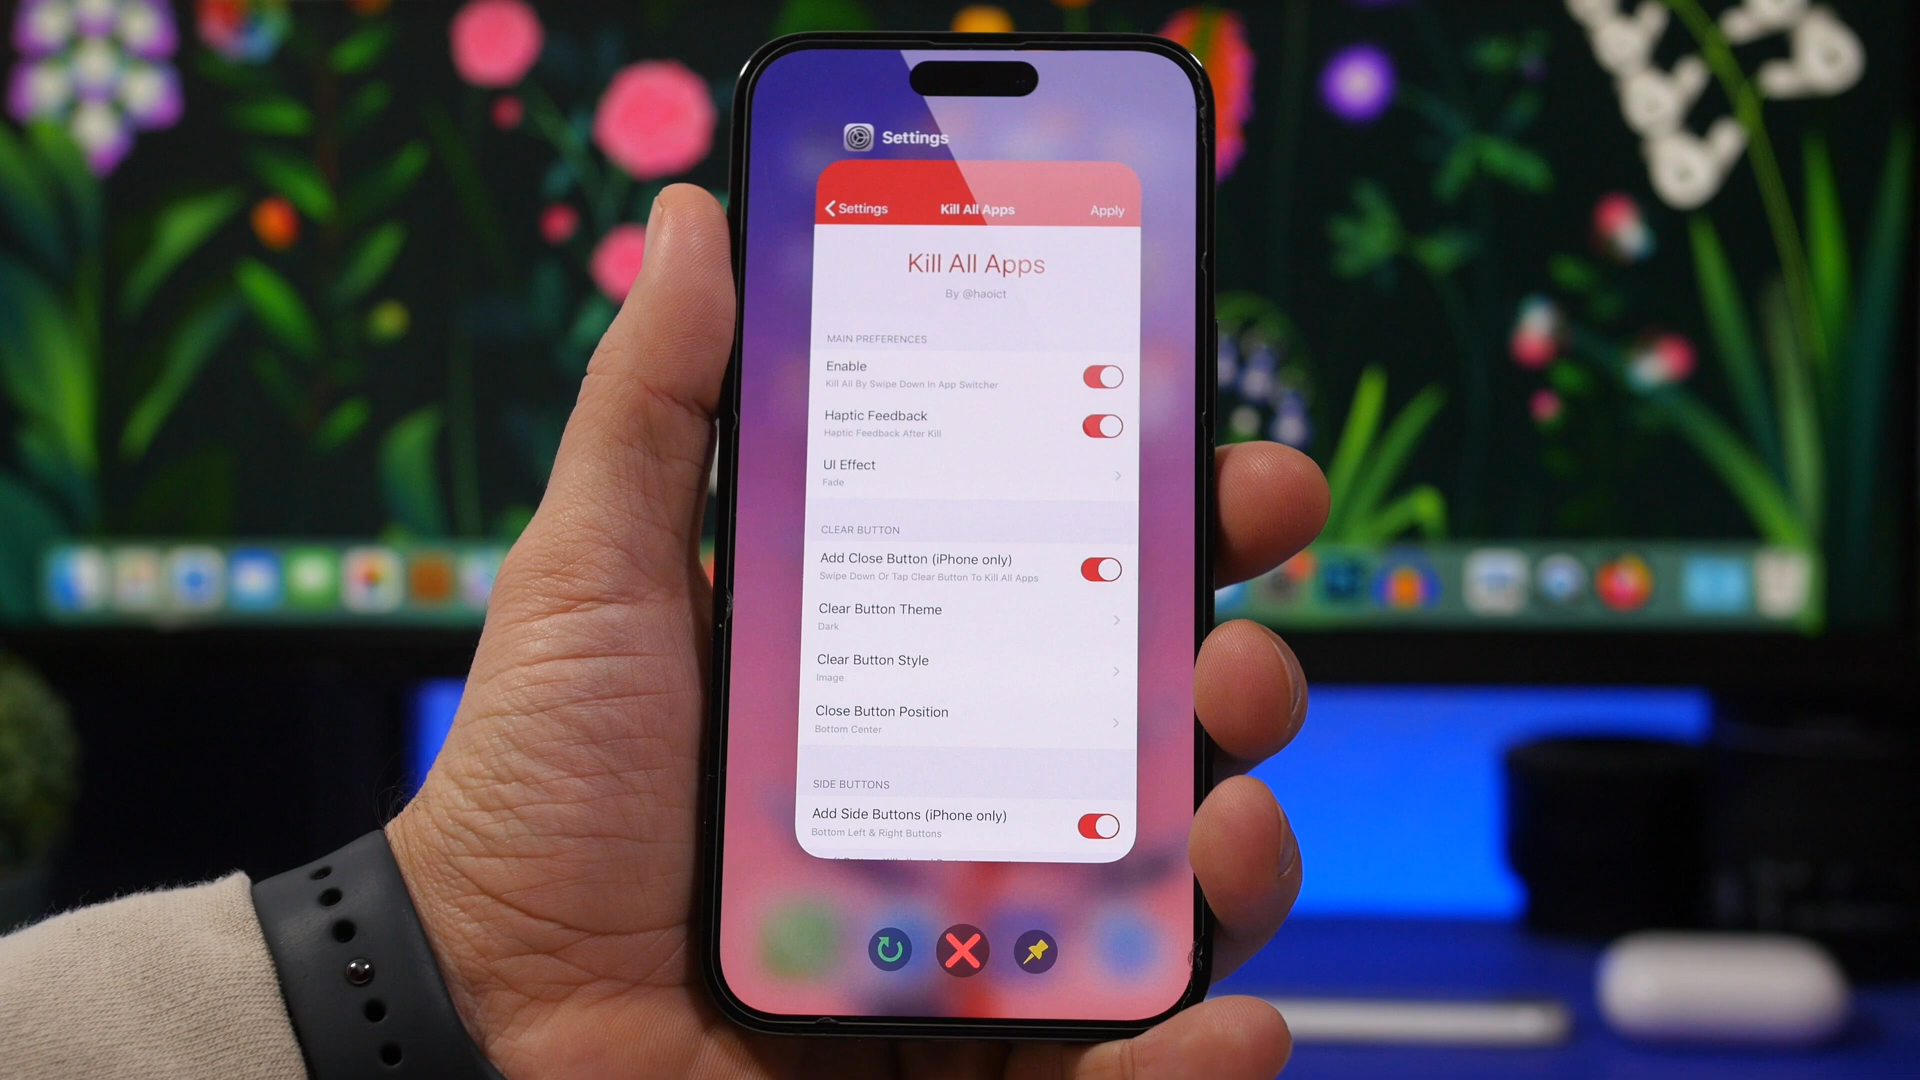 Settings
Settings Kill All Apps Apply
Kill All Apps
By @haoict
MAIN PREFERENCES
Enable
Kill All By Swipe Down In App Switcher
Haptic Feedback
Haptic Feedback After Kill
UI Effect
Fade
CLEAR BUTTON
Add Close Button (iPhone only)
Swipe Down Or Tap Clear Button To Kill All Apps
Clear Button Theme
Dark
Clear Button Style
Image
Close Button Position
Bottom Center
SIDE BUTTONS
Add Side Buttons (iPhone only)
Bottom Left & Right Buttons